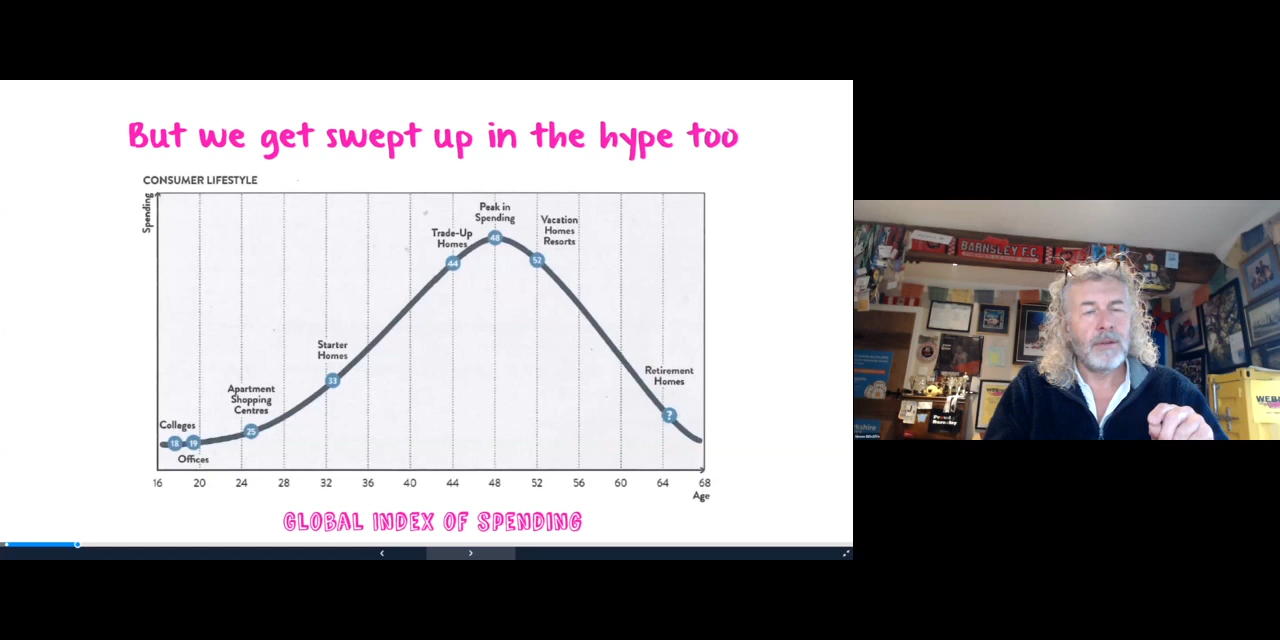 But we get swept up in the hype too
CONSUMER LIFESTYLE
Spending
Peak in
Spending
48
Trade-Up
Homes
44
Vacation
Homes
Resorts
52
Starter
Homes
33
Retirement
Homes
?
Apartment
Shopping
Centres
25
Colleges
18 19
Offices
16 20 24 28 32 36 40 44 48 52 56 60 64 68
Age
GLOBAL INDEX OF SPENDING
BARNSLEY F.C.